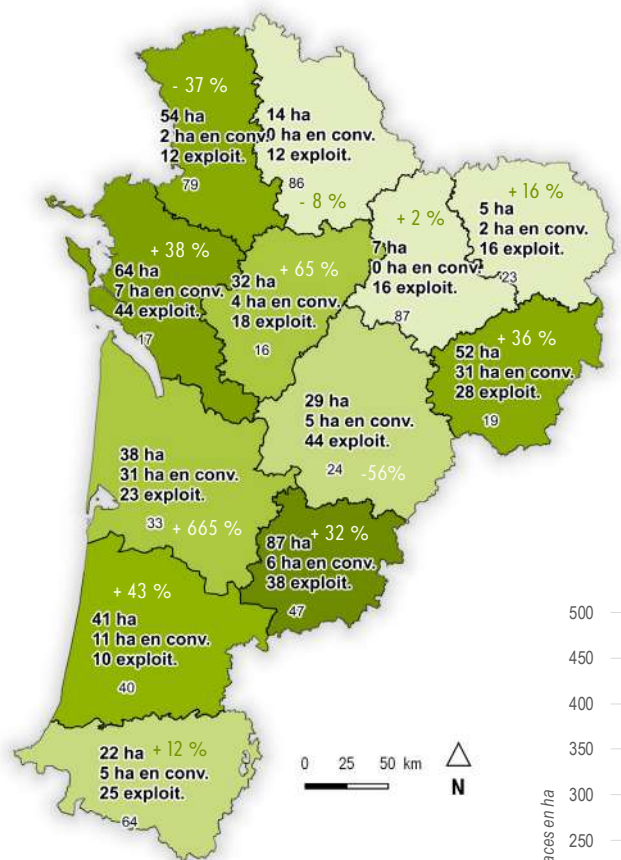 - 37 %
54 ha
2 ha en conv.
12 exploit.
79
14 ha
0 ha en conv.
12 exploit.
86
- 8 %
+ 2 %
7 ha
0 ha en conv.
16 exploit.
87
+ 16 %
5 ha
2 ha en conv.
16 exploit.
23
+ 38 %
64 ha
7 ha en conv.
44 exploit.
17
+ 65 %
32 ha
4 ha en conv.
18 exploit.
16
+ 36 %
52 ha
31 ha en conv.
28 exploit.
19
29 ha
5 ha en conv.
44 exploit.
24
-56%
38 ha
31 ha en conv.
23 exploit.
33
+ 665 %
+ 32 %
87 ha
6 ha en conv.
38 exploit.
47
+ 43 %
41 ha
11 ha en conv.
10 exploit.
40
22 ha + 12 %
5 ha en conv.
25 exploit.
64
0 25 50 km
N
500
450
400
350
300
250
en ha